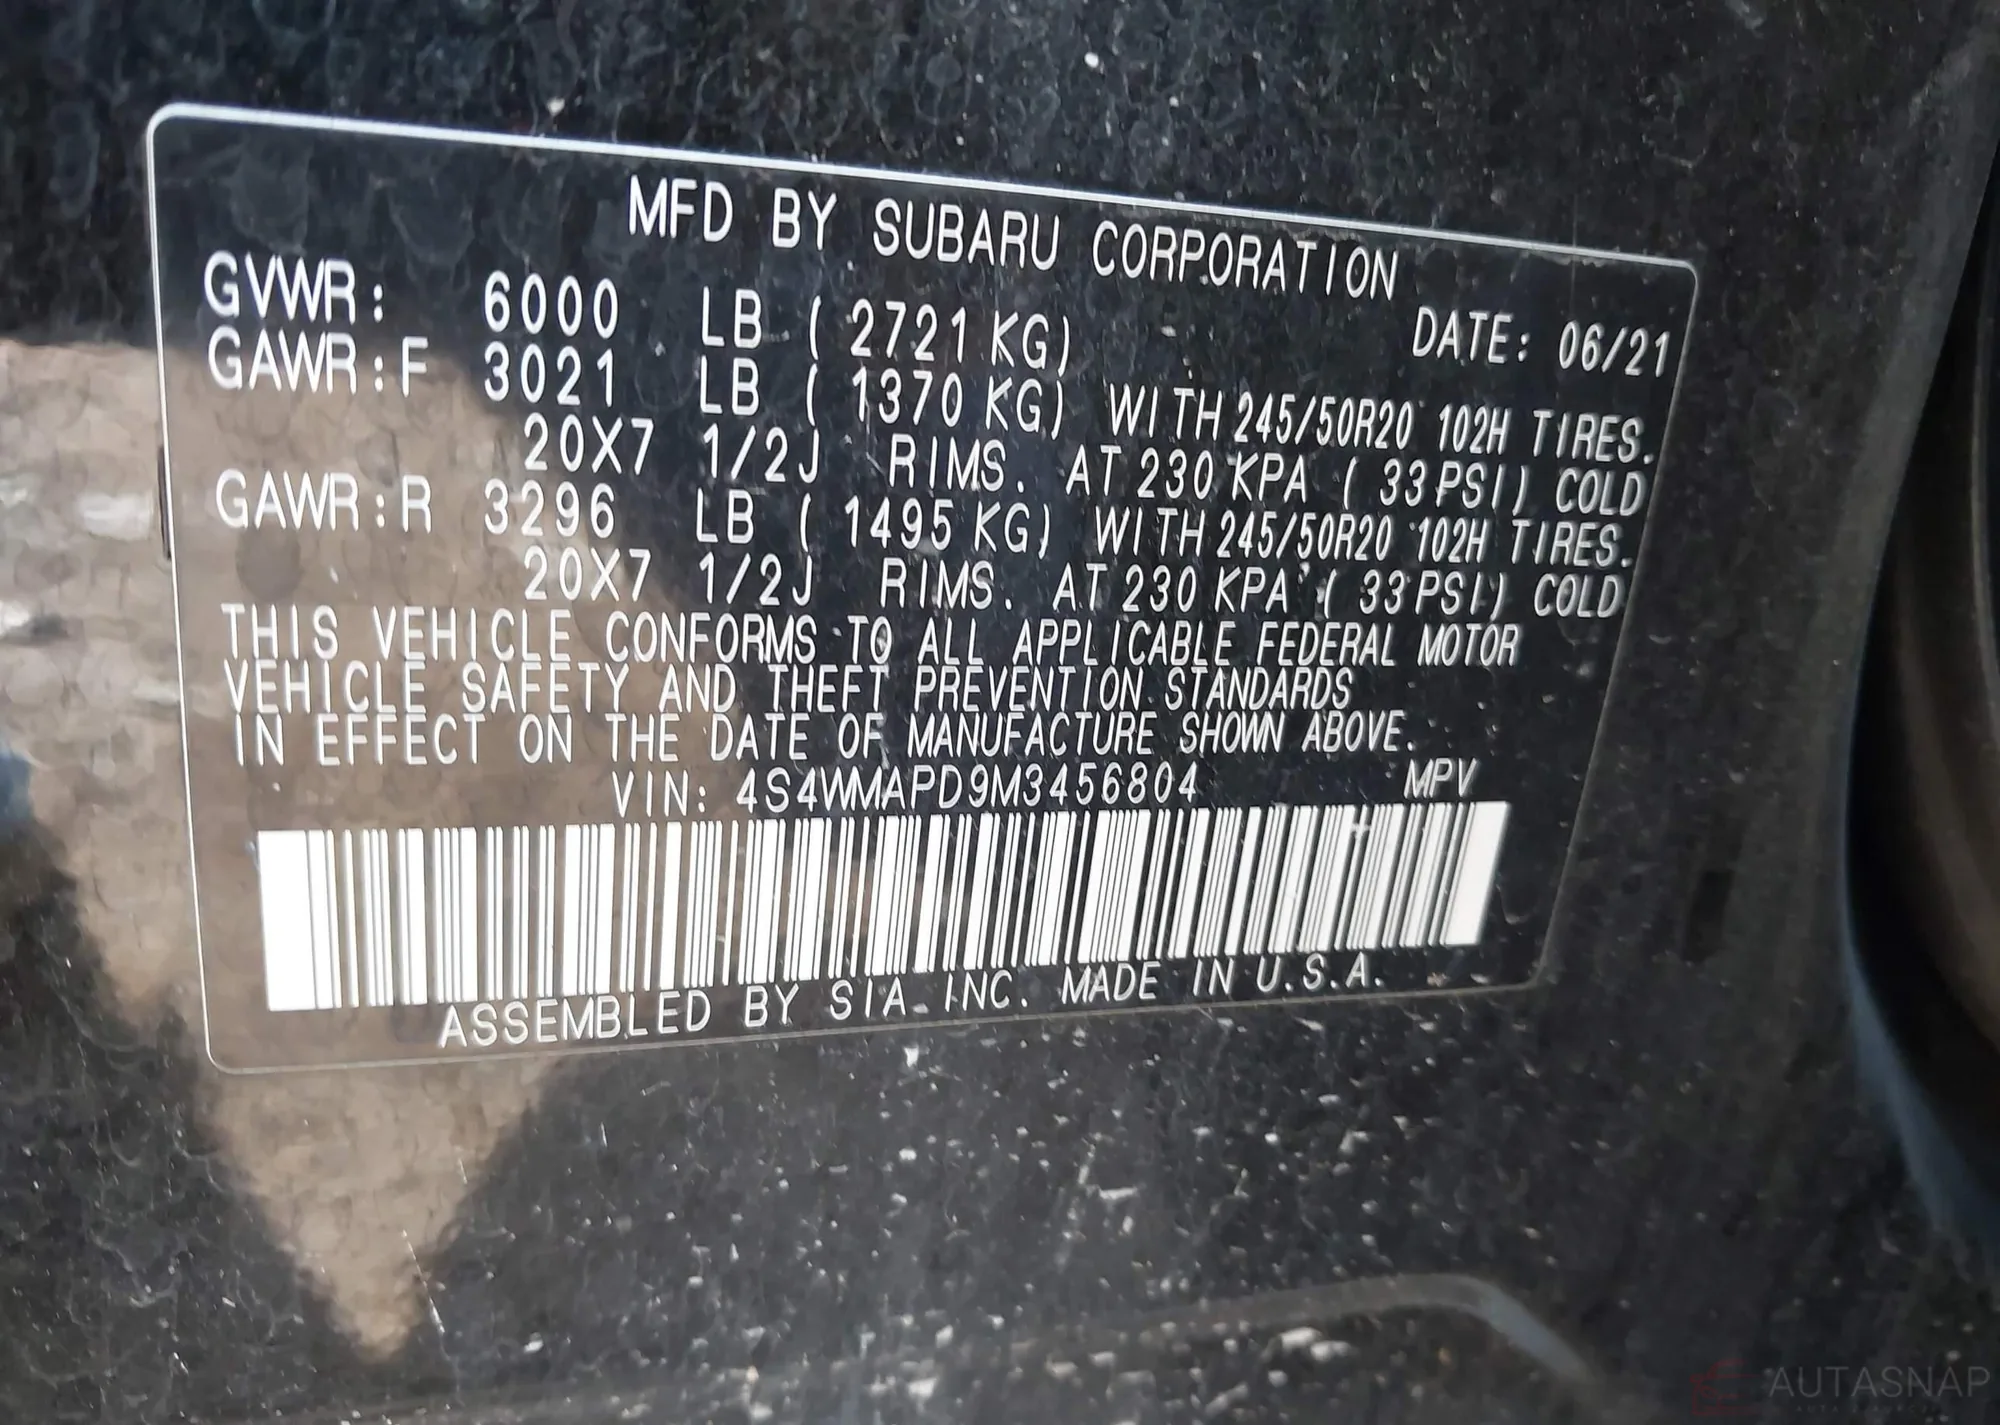 MFD BY SUBARU CORPORATION
GVWR: 6000 LB ( 2721 KG) DATE: 06/21
GAWR:F 3021 LB ( 1370 KG) WITH 245/50R20 102H TIRES.
20X7 1/2J RIMS. AT 230 KPA ( 33 PSI) COLD
GAWR:R 3296 LB ( 1495 KG) WITH 245/50R20 102H TIRES.
20X7 1/2J RIMS. AT 230 KPA ( 33 PSI) COLD
THIS VEHICLE CONFORMS TO ALL APPLICABLE FEDERAL MOTOR
VEHICLE SAFETY AND THEFT PREVENTION STANDARDS
IN EFFECT ON THE DATE OF MANUFACTURE SHOWN ABOVE.
VIN: 4S4WMAPD9M3456804 MPV
ASSEMBLED BY SIA INC. MADE IN U.S.A.
AUTASNAP